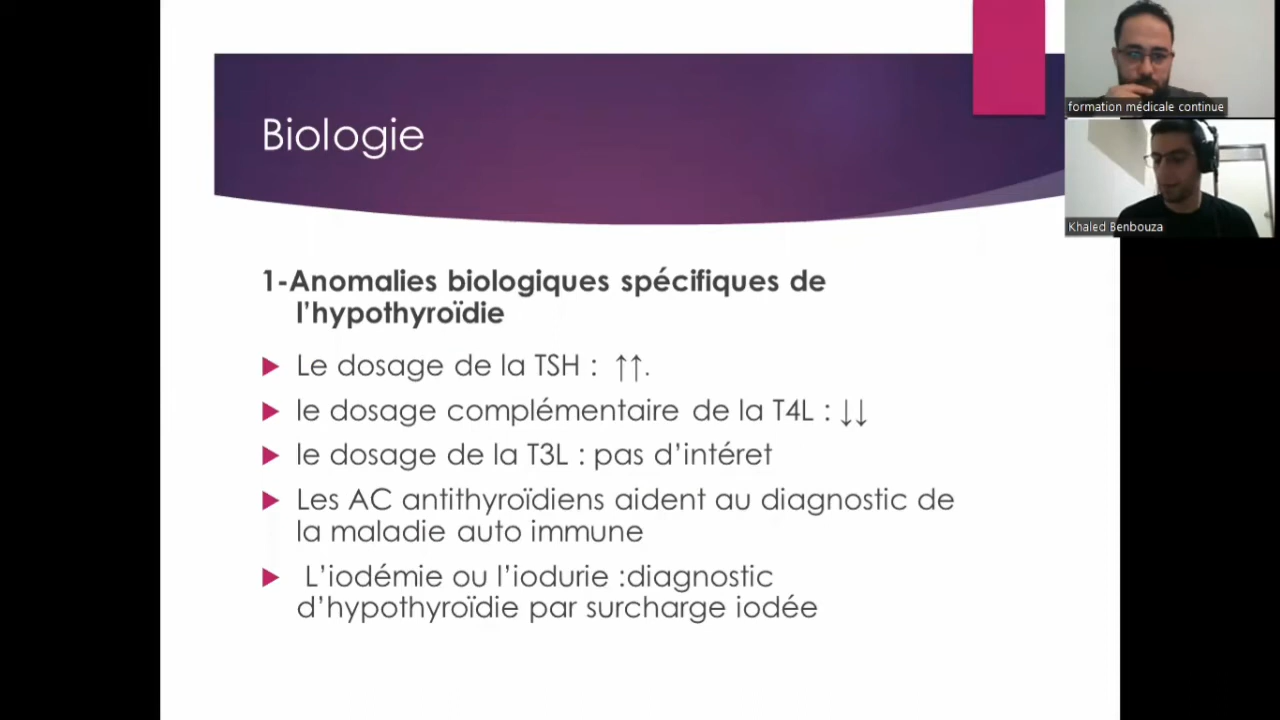 Biologie
1-Anomalies biologiques spécifiques de
l'hypothyroïdie
Le dosage de la TSH : ↑↑.
le dosage complémentaire de la T4L : ↓↓
le dosage de la T3L : pas d'intéret
Les AC antithyroïdiens aident au diagnostic de
la maladie auto immune
L'iodémie ou l'iodurie :diagnostic
d'hypothyroïdie par surcharge iodée
formation médicale continue
Khaled Benbouza